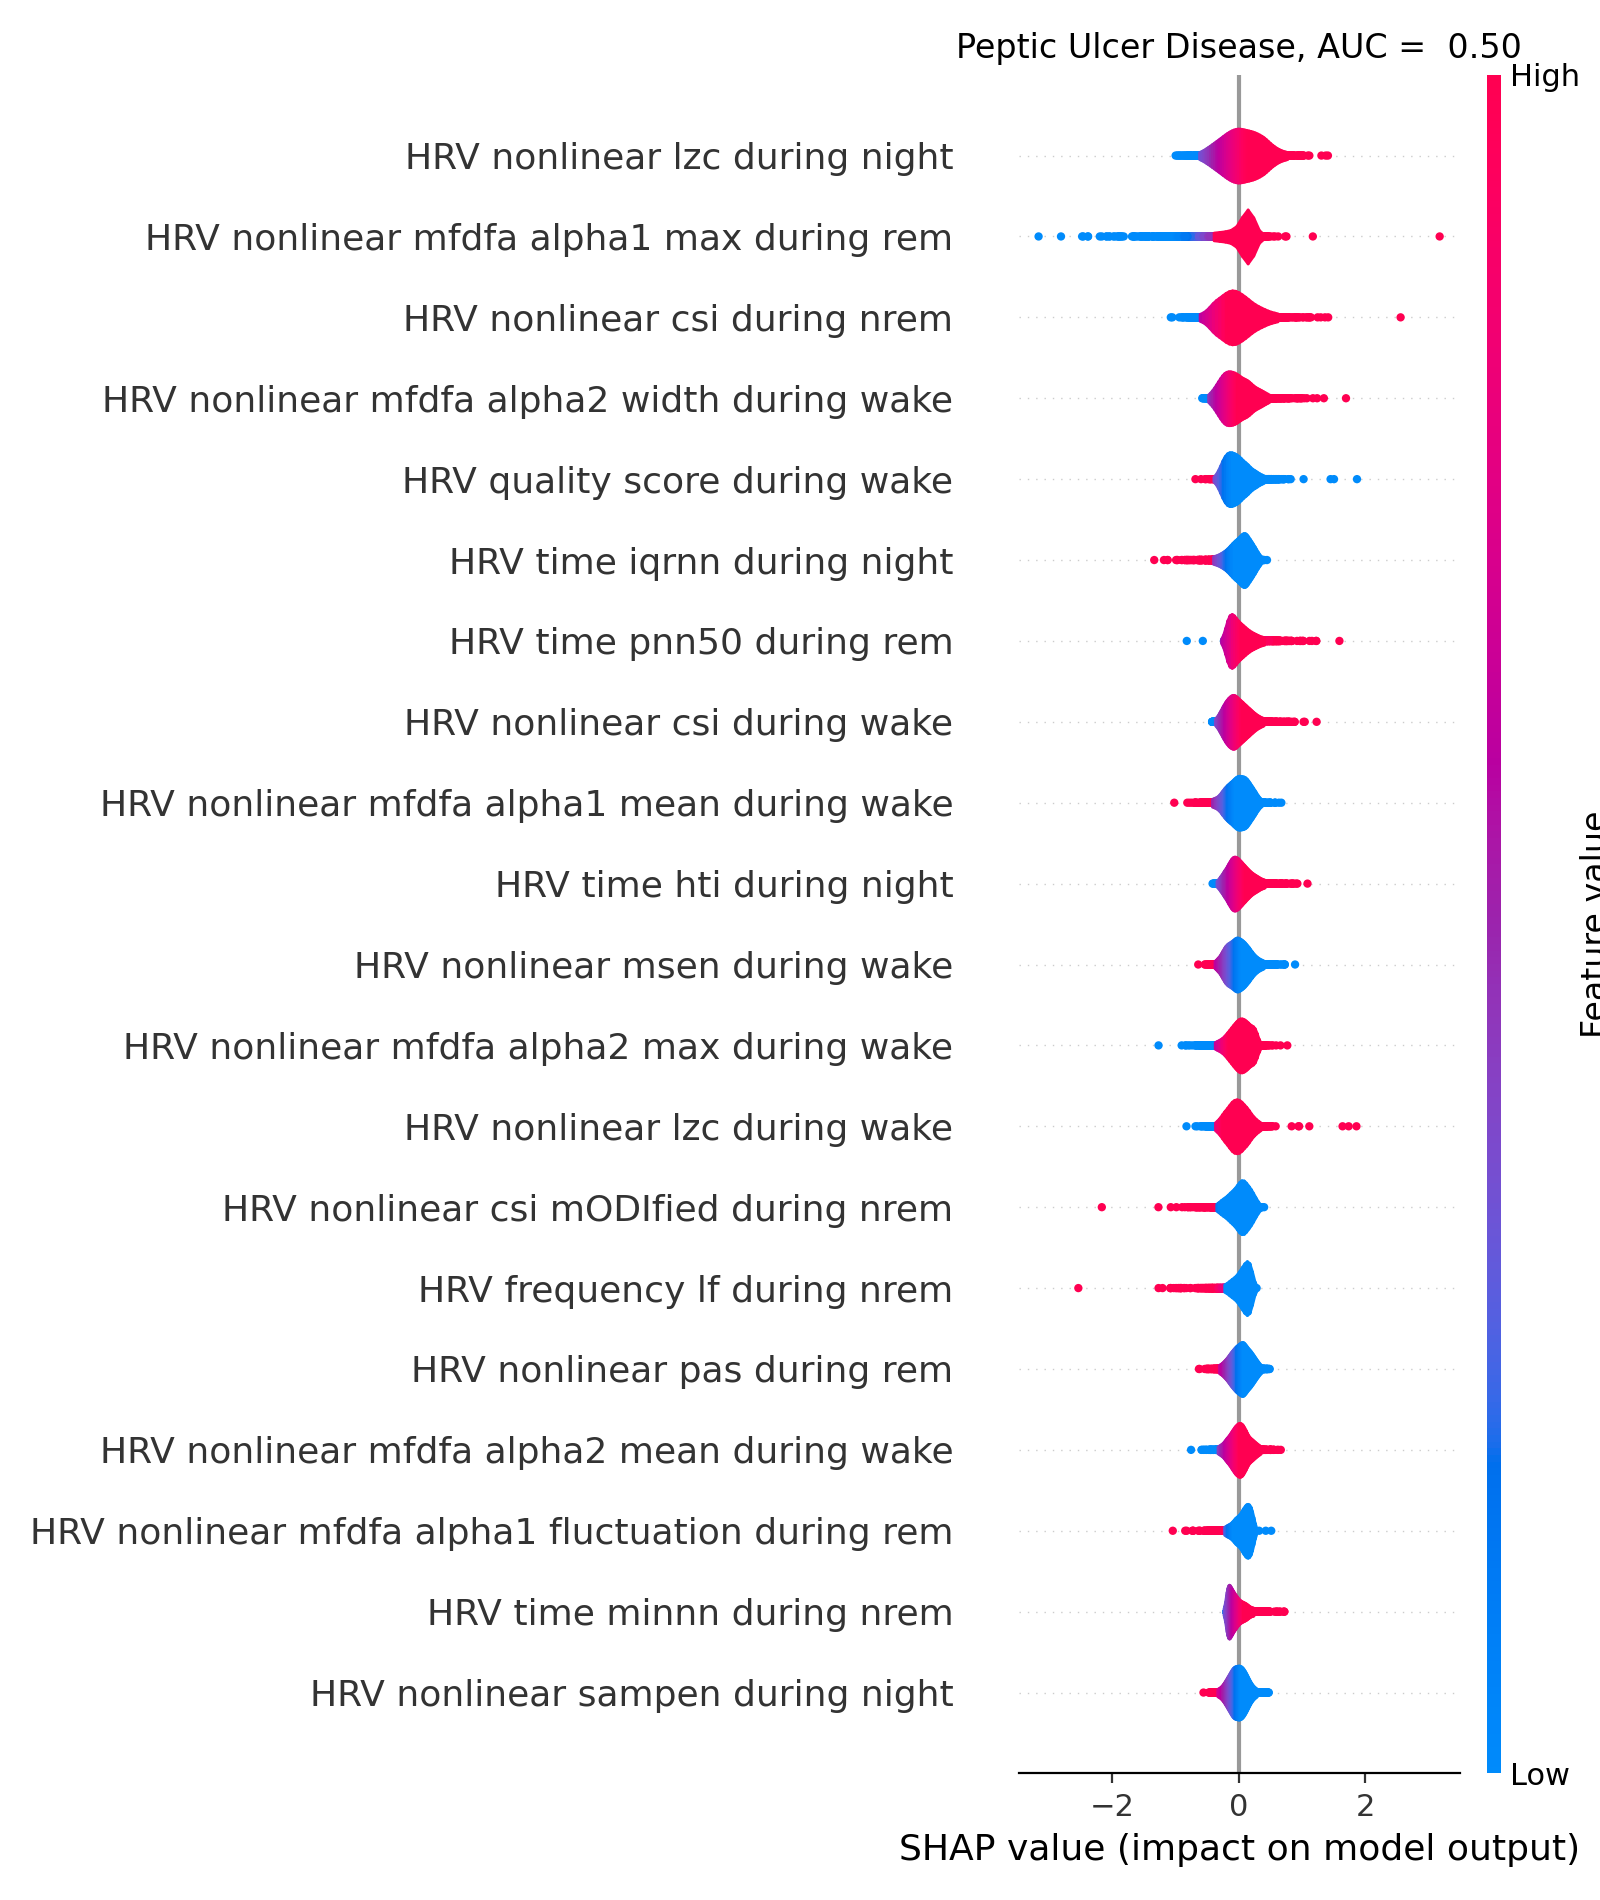 Peptic Ulcer Disease, AUC =  0.50
High
HRV nonlinear lzc during night
HRV nonlinear mfdfa alpha1 max during rem
HRV nonlinear csi during nrem
HRV nonlinear mfdfa alpha2 width during wake
HRV quality score during wake
HRV time iqrnn during night
HRV time pnn50 during rem
HRV nonlinear csi during wake
HRV nonlinear mfdfa alpha1 mean during wake
HRV time hti during night
HRV nonlinear msen during wake
HRV nonlinear mfdfa alpha2 max during wake
HRV nonlinear lzc during wake
HRV nonlinear csi mODIfied during nrem
HRV frequency lf during nrem
HRV nonlinear pas during rem
HRV nonlinear mfdfa alpha2 mean during wake
HRV nonlinear mfdfa alpha1 fluctuation during rem
HRV time minnn during nrem
HRV nonlinear sampen during night
Feature value
Low
−2 0 2
SHAP value (impact on model output)